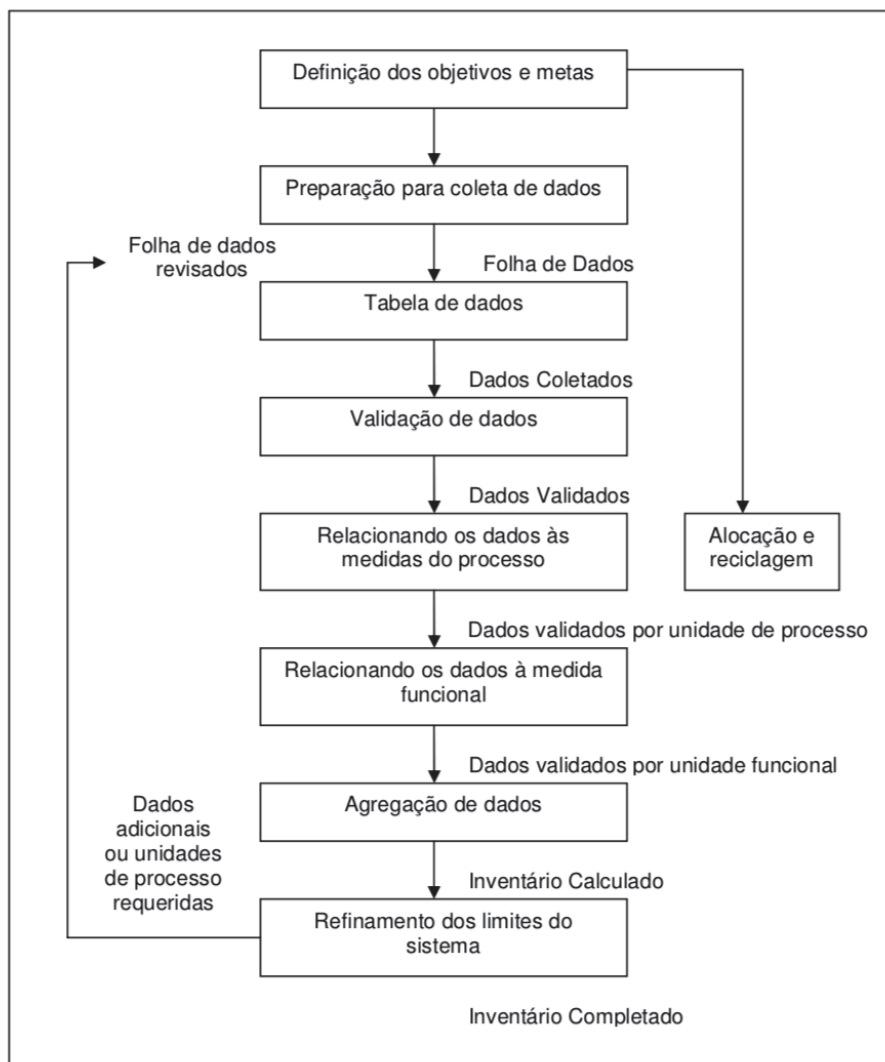 Definição dos objetivos e metas
Preparação para coleta de dados
Folha de dados
revisados
Folha de Dados
Tabela de dados
Dados Coletados
Validação de dados
Dados Validados
Relacionando os dados às
medidas do processo
Alocação e
reciclagem
Dados validados por unidade de processo
Relacionando os dados à medida
funcional
Dados validados por unidade funcional
Agregação de dados
Dados
adicionais
ou unidades
de processo
requeridas
Inventário Calculado
Refinamento dos limites do
sistema
Inventário Completado